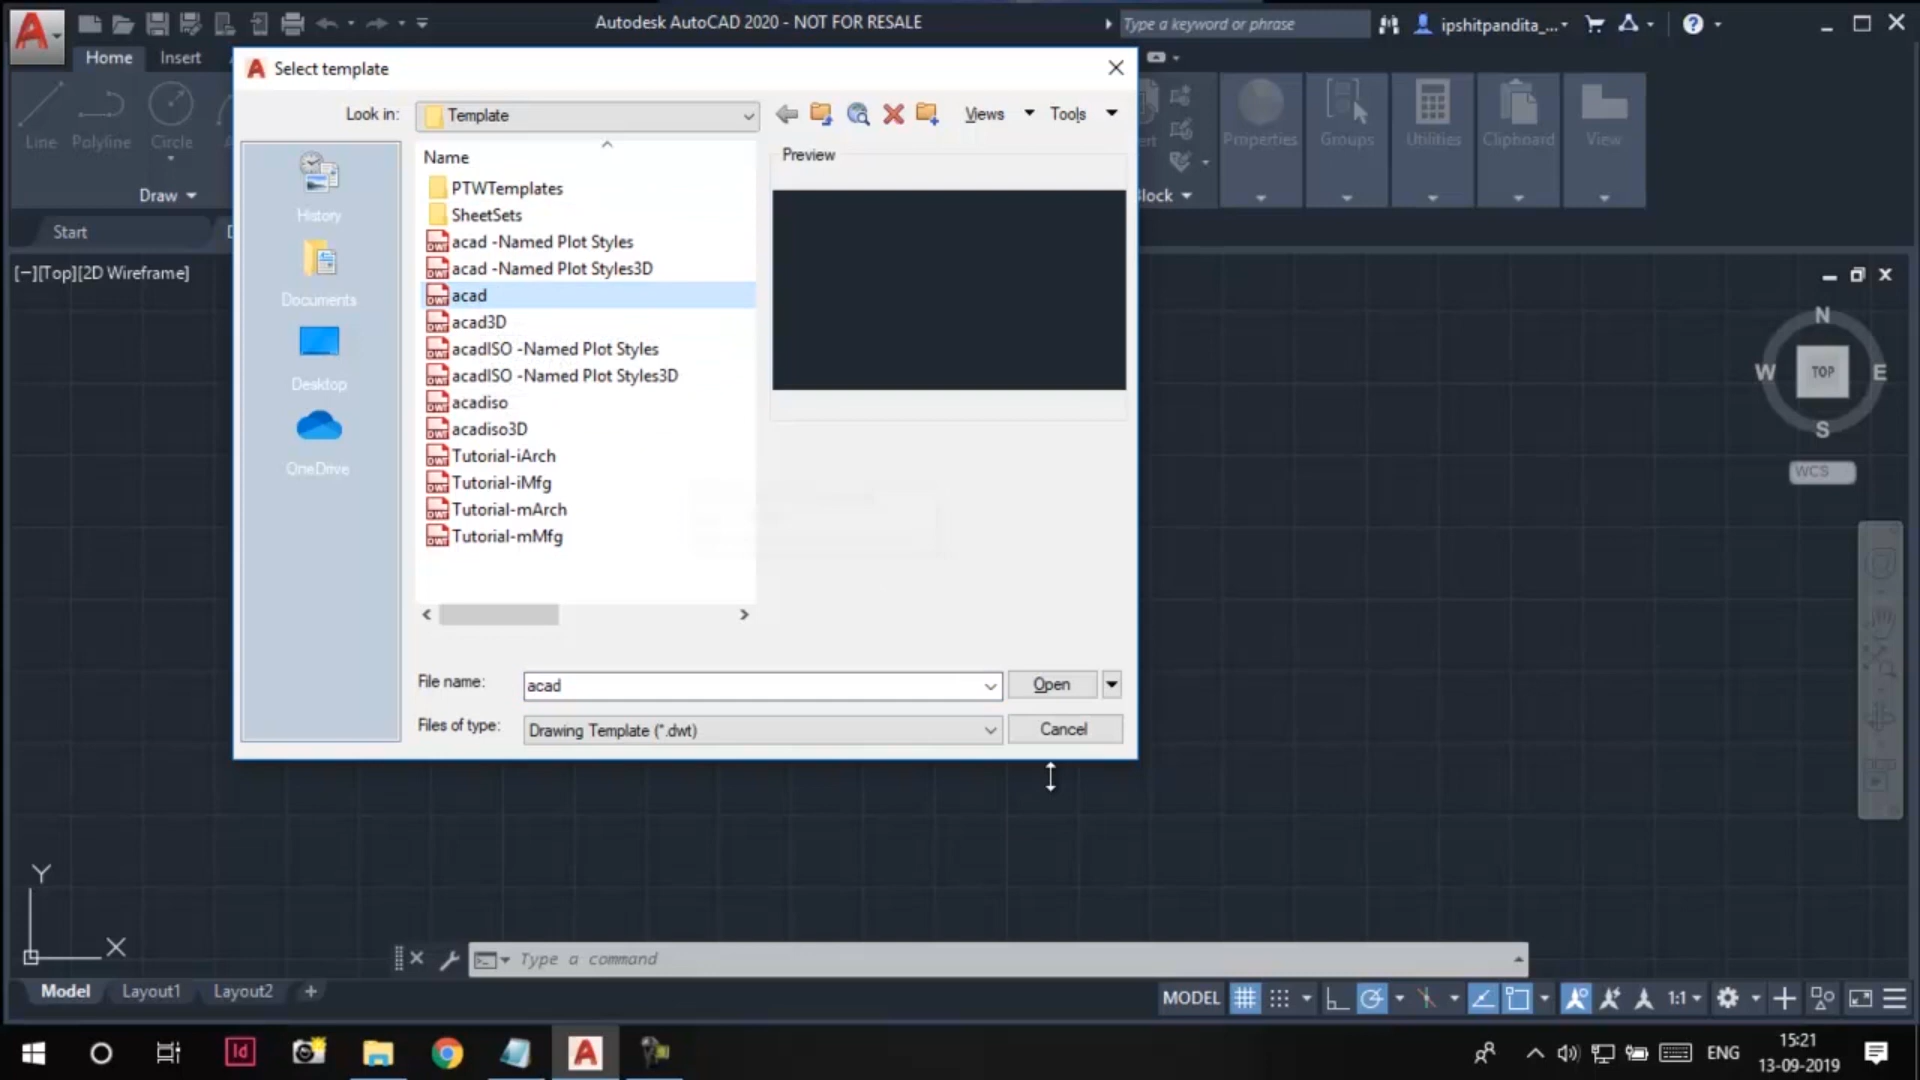 Autodesk AutoCAD 2020 - NOT FOR RESALE
Type a keyword or phrase
ipshitpandita_...
Home
Insert
Line
Polyline
Circle
Draw
Properties
Groups
Utilities
Clipboard
View
lock
Start
[−][Top][2D Wireframe]
Select template
Look in:
Template
Views
Tools
History
Documents
Desktop
OneDrive
Name
PTWTemplates
SheetSets
acad -Named Plot Styles
acad -Named Plot Styles3D
acad
acad3D
acadISO -Named Plot Styles
acadISO -Named Plot Styles3D
acadiso
acadiso3D
Tutorial-iArch
Tutorial-iMfg
Tutorial-mArch
Tutorial-mMfg
Preview
File name:
acad
Open
Files of type:
Drawing Template (*.dwt)
Cancel
N
W
TOP
E
S
WCS
Y
X
Type a command
Model
Layout1
Layout2
MODEL
1:1
ENG
15:21
13-09-2019